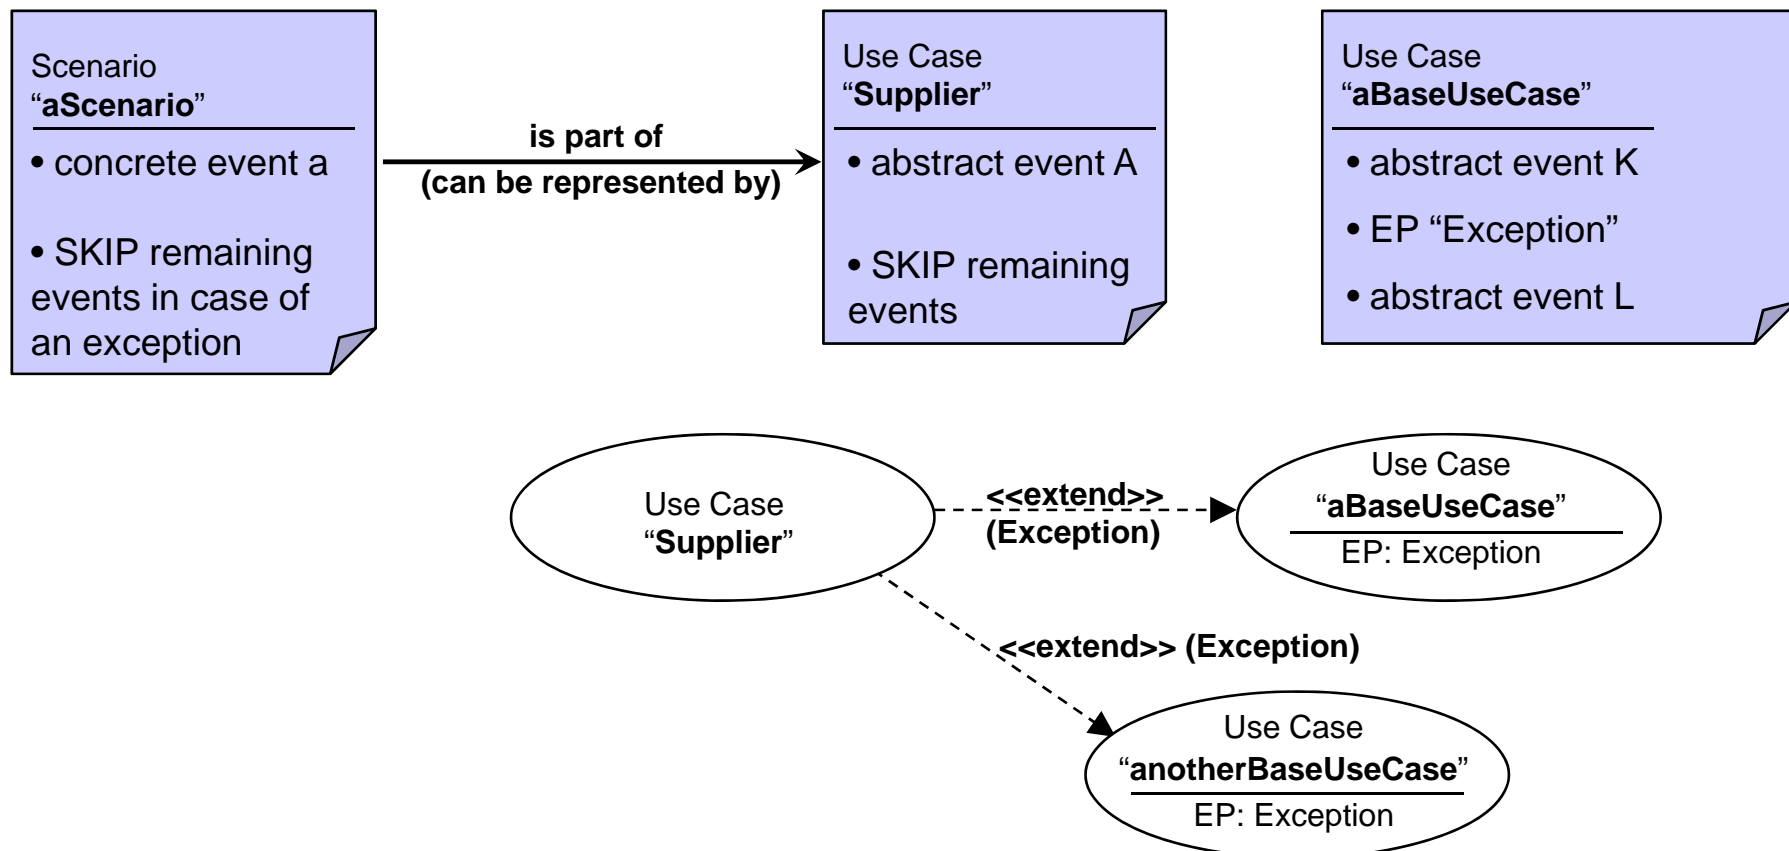 Scenario
“aScenario”
• concrete event a
• SKIP remaining
events in case of
an exception
is part of
(can be represented by)
Use Case
“Supplier”
• abstract event A
• SKIP remaining
events
Use Case
“aBaseUseCase”
• abstract event K
• EP “Exception”
• abstract event L
Use Case
“Supplier”
<<extend>>
(Exception)
Use Case
“aBaseUseCase”
EP: Exception
<<extend>> (Exception)
Use Case
“anotherBaseUseCase”
EP: Exception